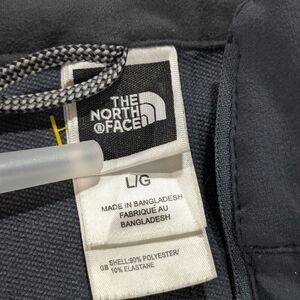 THE
NORTH
FACE
L/G
MADE IN BANGLADESH
FABRIQUÉ AU
BANGLADESH
GB SHELL:90% POLYESTER/
10% ELASTANE